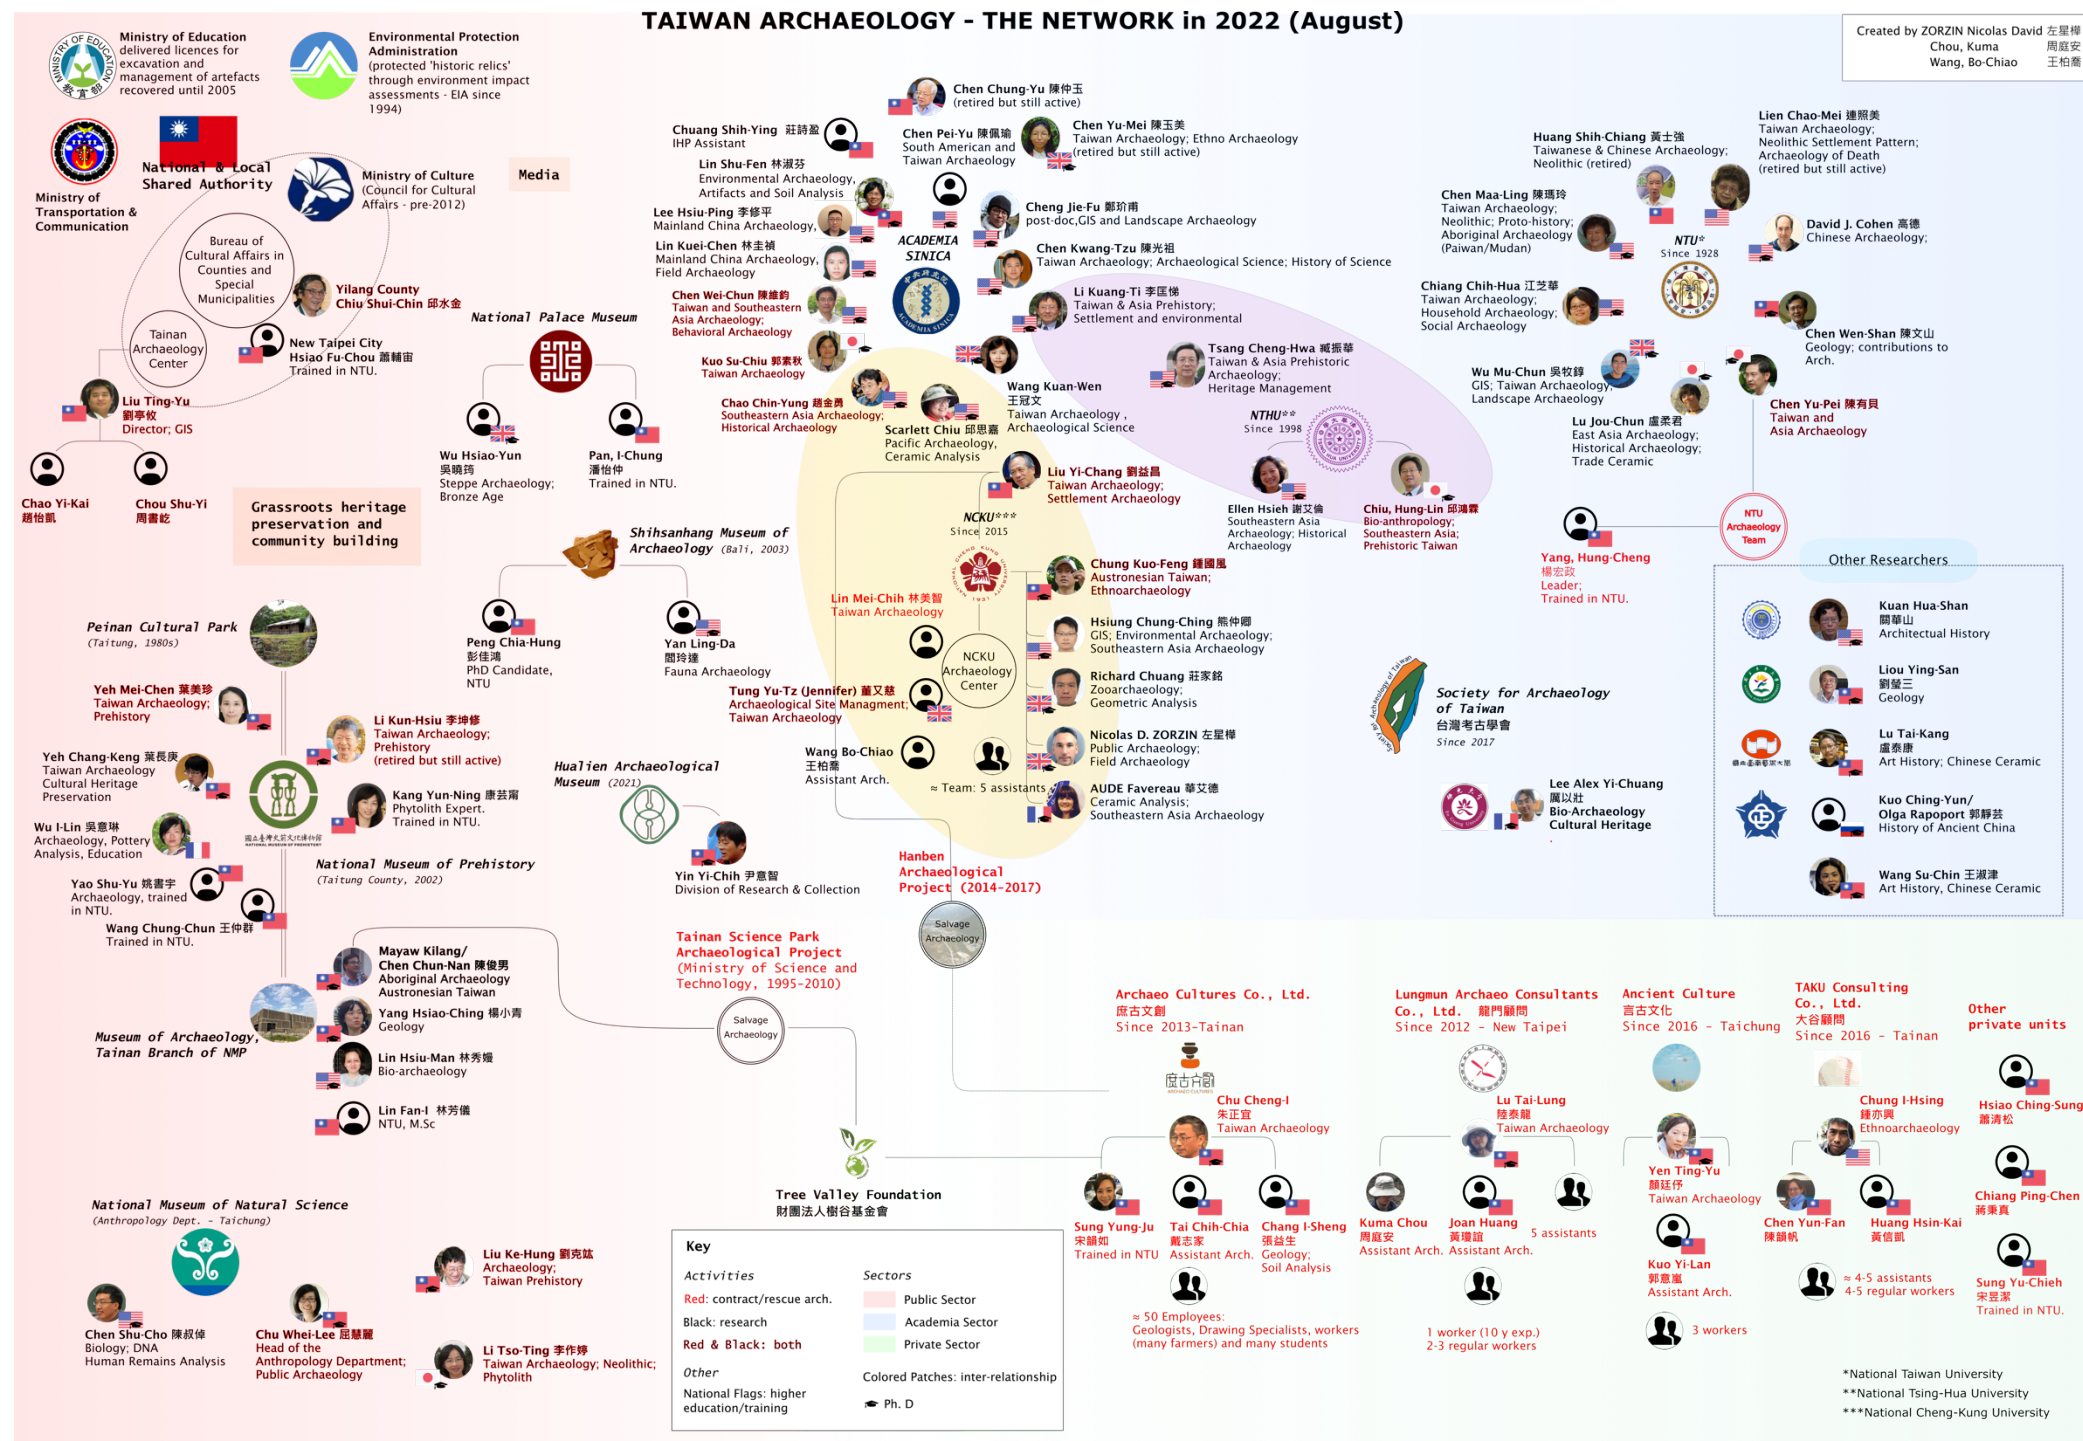 TAIWAN ARCHAEOLOGY - THE NETWORK in 2022 (August)
Created by ZORZIN Nicolas David 左星樺
Chou, Kuma 周庭安
Wang, Bo-Chiao 王柏喬
MINISTRY OF EDUCATION
教育部
Ministry of Education
delivered licences for
excavation and
management of artefacts
recovered until 2005
Environmental Protection
Administration
(protected 'historic relics'
through environment impact
assessments - EIA since
1994)
Ministry of
Transportation &
Communication
National & Local
Shared Authority
Ministry of Culture
(Council for Cultural
Affairs - pre-2012)
Media
Bureau of
Cultural Affairs in
Counties and
Special
Municipalities
Yilang County
Chiu Shui-Chin 邱水金
Tainan
Archaeology
Center
New Taipei City
Hsiao Fu-Chou 蕭輔宙
Trained in NTU.
Liu Ting-Yu
劉亭攸
Director; GIS
Chao Yi-Kai
趙怡凱
Chou Shu-Yi
周書屹
Grassroots heritage
preservation and
community building
National Palace Museum
Wu Hsiao-Yun
吳曉筠
Steppe Archaeology;
Bronze Age
Pan, I-Chung
潘怡仲
Trained in NTU.
Shihsanhang Museum of
Archaeology (Bali, 2003)
Peng Chia-Hung
彭佳鴻
PhD Candidate,
NTU
Yan Ling-Da
閻玲達
Fauna Archaeology
Peinan Cultural Park
(Taitung, 1980s)
Yeh Mei-Chen 葉美珍
Taiwan Archaeology;
Prehistory
Li Kun-Hsiu 李坤修
Taiwan Archaeology;
Prehistory
(retired but still active)
Yeh Chang-Keng 葉長庚
Taiwan Archaeology
Cultural Heritage
Preservation
Kang Yun-Ning 康芸甯
Phytolith Expert.
Trained in NTU.
Wu I-Lin 吳意琳
Archaeology, Pottery
Analysis, Education
國立臺灣史前文化博物館
NATIONAL MUSEUM OF PREHISTORY
National Museum of Prehistory
(Taitung County, 2002)
Yao Shu-Yu 姚書宇
Archaeology, trained
in NTU.
Wang Chung-Chun 王仲群
Trained in NTU.
Hualien Archaeological
Museum (2021)
Yin Yi-Chih 尹意智
Division of Research & Collection
Mayaw Kilang/
Chen Chun-Nan 陳俊男
Aboriginal Archaeology
Austronesian Taiwan
Yang Hsiao-Ching 楊小青
Geology
Museum of Archaeology,
Tainan Branch of NMP
Lin Hsiu-Man 林秀嫚
Bio-archaeology
Lin Fan-I 林芳儀
NTU, M.Sc
Tainan Science Park
Archaeological Project
(Ministry of Science and
Technology, 1995-2010)
Salvage
Archaeology
Tree Valley Foundation
財團法人樹谷基金會
National Museum of Natural Science
(Anthropology Dept. - Taichung)
Chen Shu-Cho 陳叔倬
Biology; DNA
Human Remains Analysis
Chu Whei-Lee 屈慧麗
Head of the
Anthropology Department;
Public Archaeology
Liu Ke-Hung 劉克竑
Archaeology;
Taiwan Prehistory
Li Tso-Ting 李作婷
Taiwan Archaeology; Neolithic;
Phytolith
Chen Chung-Yu 陳仲玉
(retired but still active)
Chuang Shih-Ying 莊詩盈
IHP Assistant
Chen Pei-Yu 陳佩瑜
South American and
Taiwan Archaeology
Chen Yu-Mei 陳玉美
Taiwan Archaeology; Ethno Archaeology
(retired but still active)
Lin Shu-Fen 林淑芬
Environmental Archaeology,
Artifacts and Soil Analysis
Lee Hsiu-Ping 李修平
Mainland China Archaeology,
Cheng Jie-Fu 鄭玠甫
post-doc,GIS and Landscape Archaeology
ACADEMIA
SINICA
中央研究院
ACADEMIA SINICA
Lin Kuei-Chen 林圭禎
Mainland China Archaeology,
Field Archaeology
Chen Kwang-Tzu 陳光祖
Taiwan Archaeology; Archaeological Science; History of Science
Chen Wei-Chun 陳維鈞
Taiwan and Southeastern
Asia Archaeology;
Behavioral Archaeology
Li Kuang-Ti 李匡悌
Taiwan & Asia Prehistory;
Settlement and environmental
Kuo Su-Chiu 郭素秋
Taiwan Archaeology
Chao Chin-Yung 趙金勇
Southeastern Asia Archaeology;
Historical Archaeology
Scarlett Chiu 邱思嘉
Pacific Archaeology,
Ceramic Analysis
Wang Kuan-Wen
王冠文
Taiwan Archaeology ,
Archaeological Science
Tsang Cheng-Hwa 臧振華
Taiwan & Asia Prehistoric
Archaeology;
Heritage Management
NTHU**
Since 1998
Ellen Hsieh 謝艾倫
Southeastern Asia
Archaeology; Historical
Archaeology
Chiu, Hung-Lin 邱鴻霖
Bio-anthropology;
Southeastern Asia;
Prehistoric Taiwan
Liu Yi-Chang 劉益昌
Taiwan Archaeology;
Settlement Archaeology
NCKU***
Since 2015
Chung Kuo-Feng 鍾國風
Austronesian Taiwan;
Ethnoarchaeology
Lin Mei-Chih 林美智
Taiwan Archaeology
Hsiung Chung-Ching 熊仲卿
GIS; Environmental Archaeology;
Southeastern Asia Archaeology
NCKU
Archaeology
Center
Richard Chuang 莊家銘
Zooarchaeology;
Geometric Analysis
Tung Yu-Tz (Jennifer) 董又慈
Archaeological Site Managment;
Taiwan Archaeology
Nicolas D. ZORZIN 左星樺
Public Archaeology;
Field Archaeology
Wang Bo-Chiao
王柏喬
Assistant Arch.
≈ Team: 5 assistants
AUDE Favereau 華艾德
Ceramic Analysis;
Southeastern Asia Archaeology
Hanben
Archaeological
Project (2014-2017)
Salvage
Archaeology
Huang Shih-Chiang 黃士強
Taiwanese & Chinese Archaeology;
Neolithic (retired)
Lien Chao-Mei 連照美
Taiwan Archaeology;
Neolithic Settlement Pattern;
Archaeology of Death
(retired but still active)
Chen Maa-Ling 陳瑪玲
Taiwan Archaeology;
Neolithic; Proto-history;
Aboriginal Archaeology
(Paiwan/Mudan)
NTU*
Since 1928
David J. Cohen 高德
Chinese Archaeology;
Chiang Chih-Hua 江芝華
Taiwan Archaeology;
Household Archaeology;
Social Archaeology
Chen Wen-Shan 陳文山
Geology; contributions to
Arch.
Wu Mu-Chun 吳牧錞
GIS; Taiwan Archaeology,
Landscape Archaeology
Lu Jou-Chun 盧柔君
East Asia Archaeology;
Historical Archaeology;
Trade Ceramic
Chen Yu-Pei 陳有貝
Taiwan and
Asia Archaeology
NTU
Archaeology
Team
Yang, Hung-Cheng
楊宏政
Leader;
Trained in NTU.
Other Researchers
Kuan Hua-Shan
關華山
Architectual History
Liou Ying-San
劉瑩三
Geology
Lu Tai-Kang
盧泰康
Art History; Chinese Ceramic
Kuo Ching-Yun/
Olga Rapoport 郭靜芸
History of Ancient China
Wang Su-Chin 王淑津
Art History, Chinese Ceramic
Society for Archaeology of Taiwan
Society for Archaeology
of Taiwan
台灣考古學會
Since 2017
Lee Alex Yi-Chuang
厲以壯
Bio-Archaeology
Cultural Heritage
.
Archaeo Cultures Co., Ltd.
庶古文創
Since 2013-Tainan
庶古文創
ARCHAEO CULTURES
Chu Cheng-I
朱正宜
Taiwan Archaeology
Sung Yung-Ju
宋韻如
Trained in NTU
Tai Chih-Chia
戴志家
Assistant Arch.
Chang I-Sheng
張益生
Geology;
Soil Analysis
≈ 50 Employees:
Geologists, Drawing Specialists, workers
(many farmers) and many students
Lungmun Archaeo Consultants
Co., Ltd. 龍門顧問
Since 2012 - New Taipei
Lu Tai-Lung
陸泰龍
Taiwan Archaeology
Kuma Chou
周庭安
Assistant Arch.
Joan Huang
黃瓊誼
Assistant Arch.
5 assistants
1 worker (10 y exp.)
2-3 regular workers
Ancient Culture
言古文化
Since 2016 - Taichung
Yen Ting-Yu
顏廷伃
Taiwan Archaeology
Kuo Yi-Lan
郭意嵐
Assistant Arch.
3 workers
TAKU Consulting
Co., Ltd.
大谷顧問
Since 2016 - Tainan
Chung I-Hsing
鍾亦興
Ethnoarchaeology
Chen Yun-Fan
陳韻帆
Huang Hsin-Kai
黃信凱
≈ 4-5 assistants
4-5 regular workers
Other
private units
Hsiao Ching-Sung
蕭清松
Chiang Ping-Chen
蔣秉真
Sung Yu-Chieh
宋昱潔
Trained in NTU.
Key
Activities
Red: contract/rescue arch.
Black: research
Red & Black: both
Other
National Flags: higher
education/training
Sectors
Public Sector
Academia Sector
Private Sector
Colored Patches: inter-relationship
Ph. D
*National Taiwan University
**National Tsing-Hua University
***National Cheng-Kung University